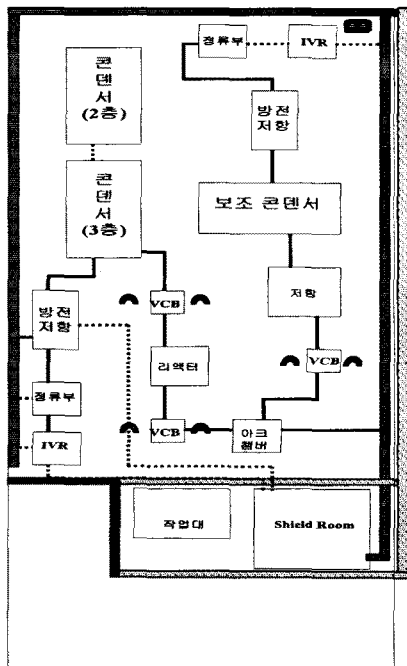 정류부
IVR
콘
덴
서
(2층)
방전
저항
콘
덴
서
(3층)
보조 콘덴서
저항
방전
저항
VCB
리액터
VCB
정류부
VCB
아크
챔버
IVR
작업대
Shield Room